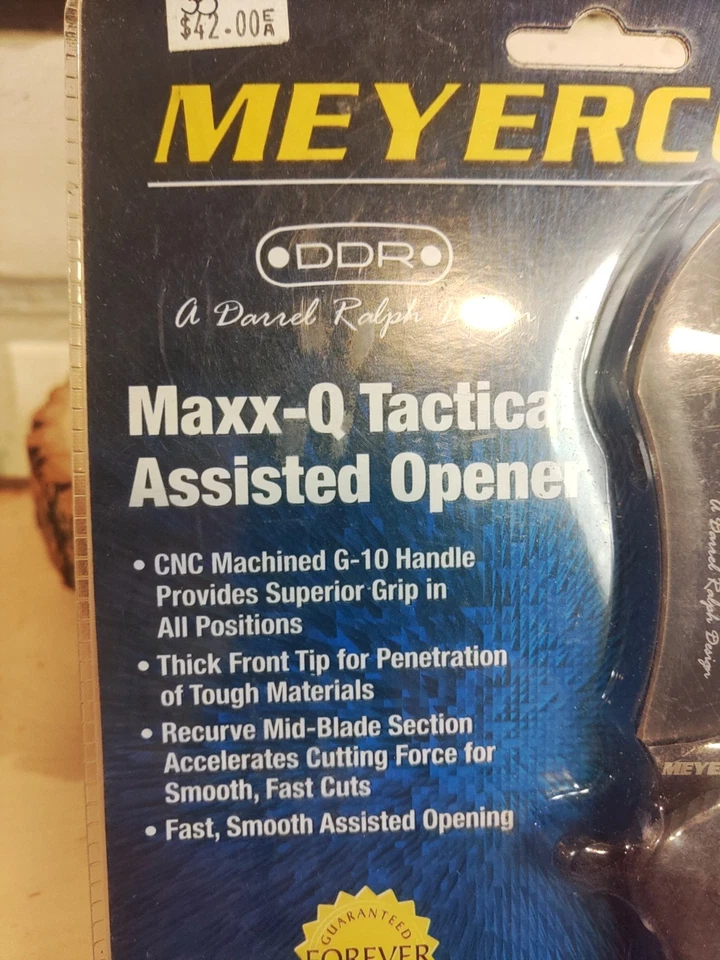 $42.00 EA
MEYERC
DDR
A Darrel Ralph
Maxx-Q Tactica
Assisted Opener
• CNC Machined G-10 Handle
Provides Superior Grip in
All Positions
• Thick Front Tip for Penetration
of Tough Materials
• Recurve Mid-Blade Section
Accelerates Cutting Force for
Smooth, Fast Cuts
• Fast, Smooth Assisted Opening
GUARANTEED
FOREVER
A Darrel Ralph Design
MEYE